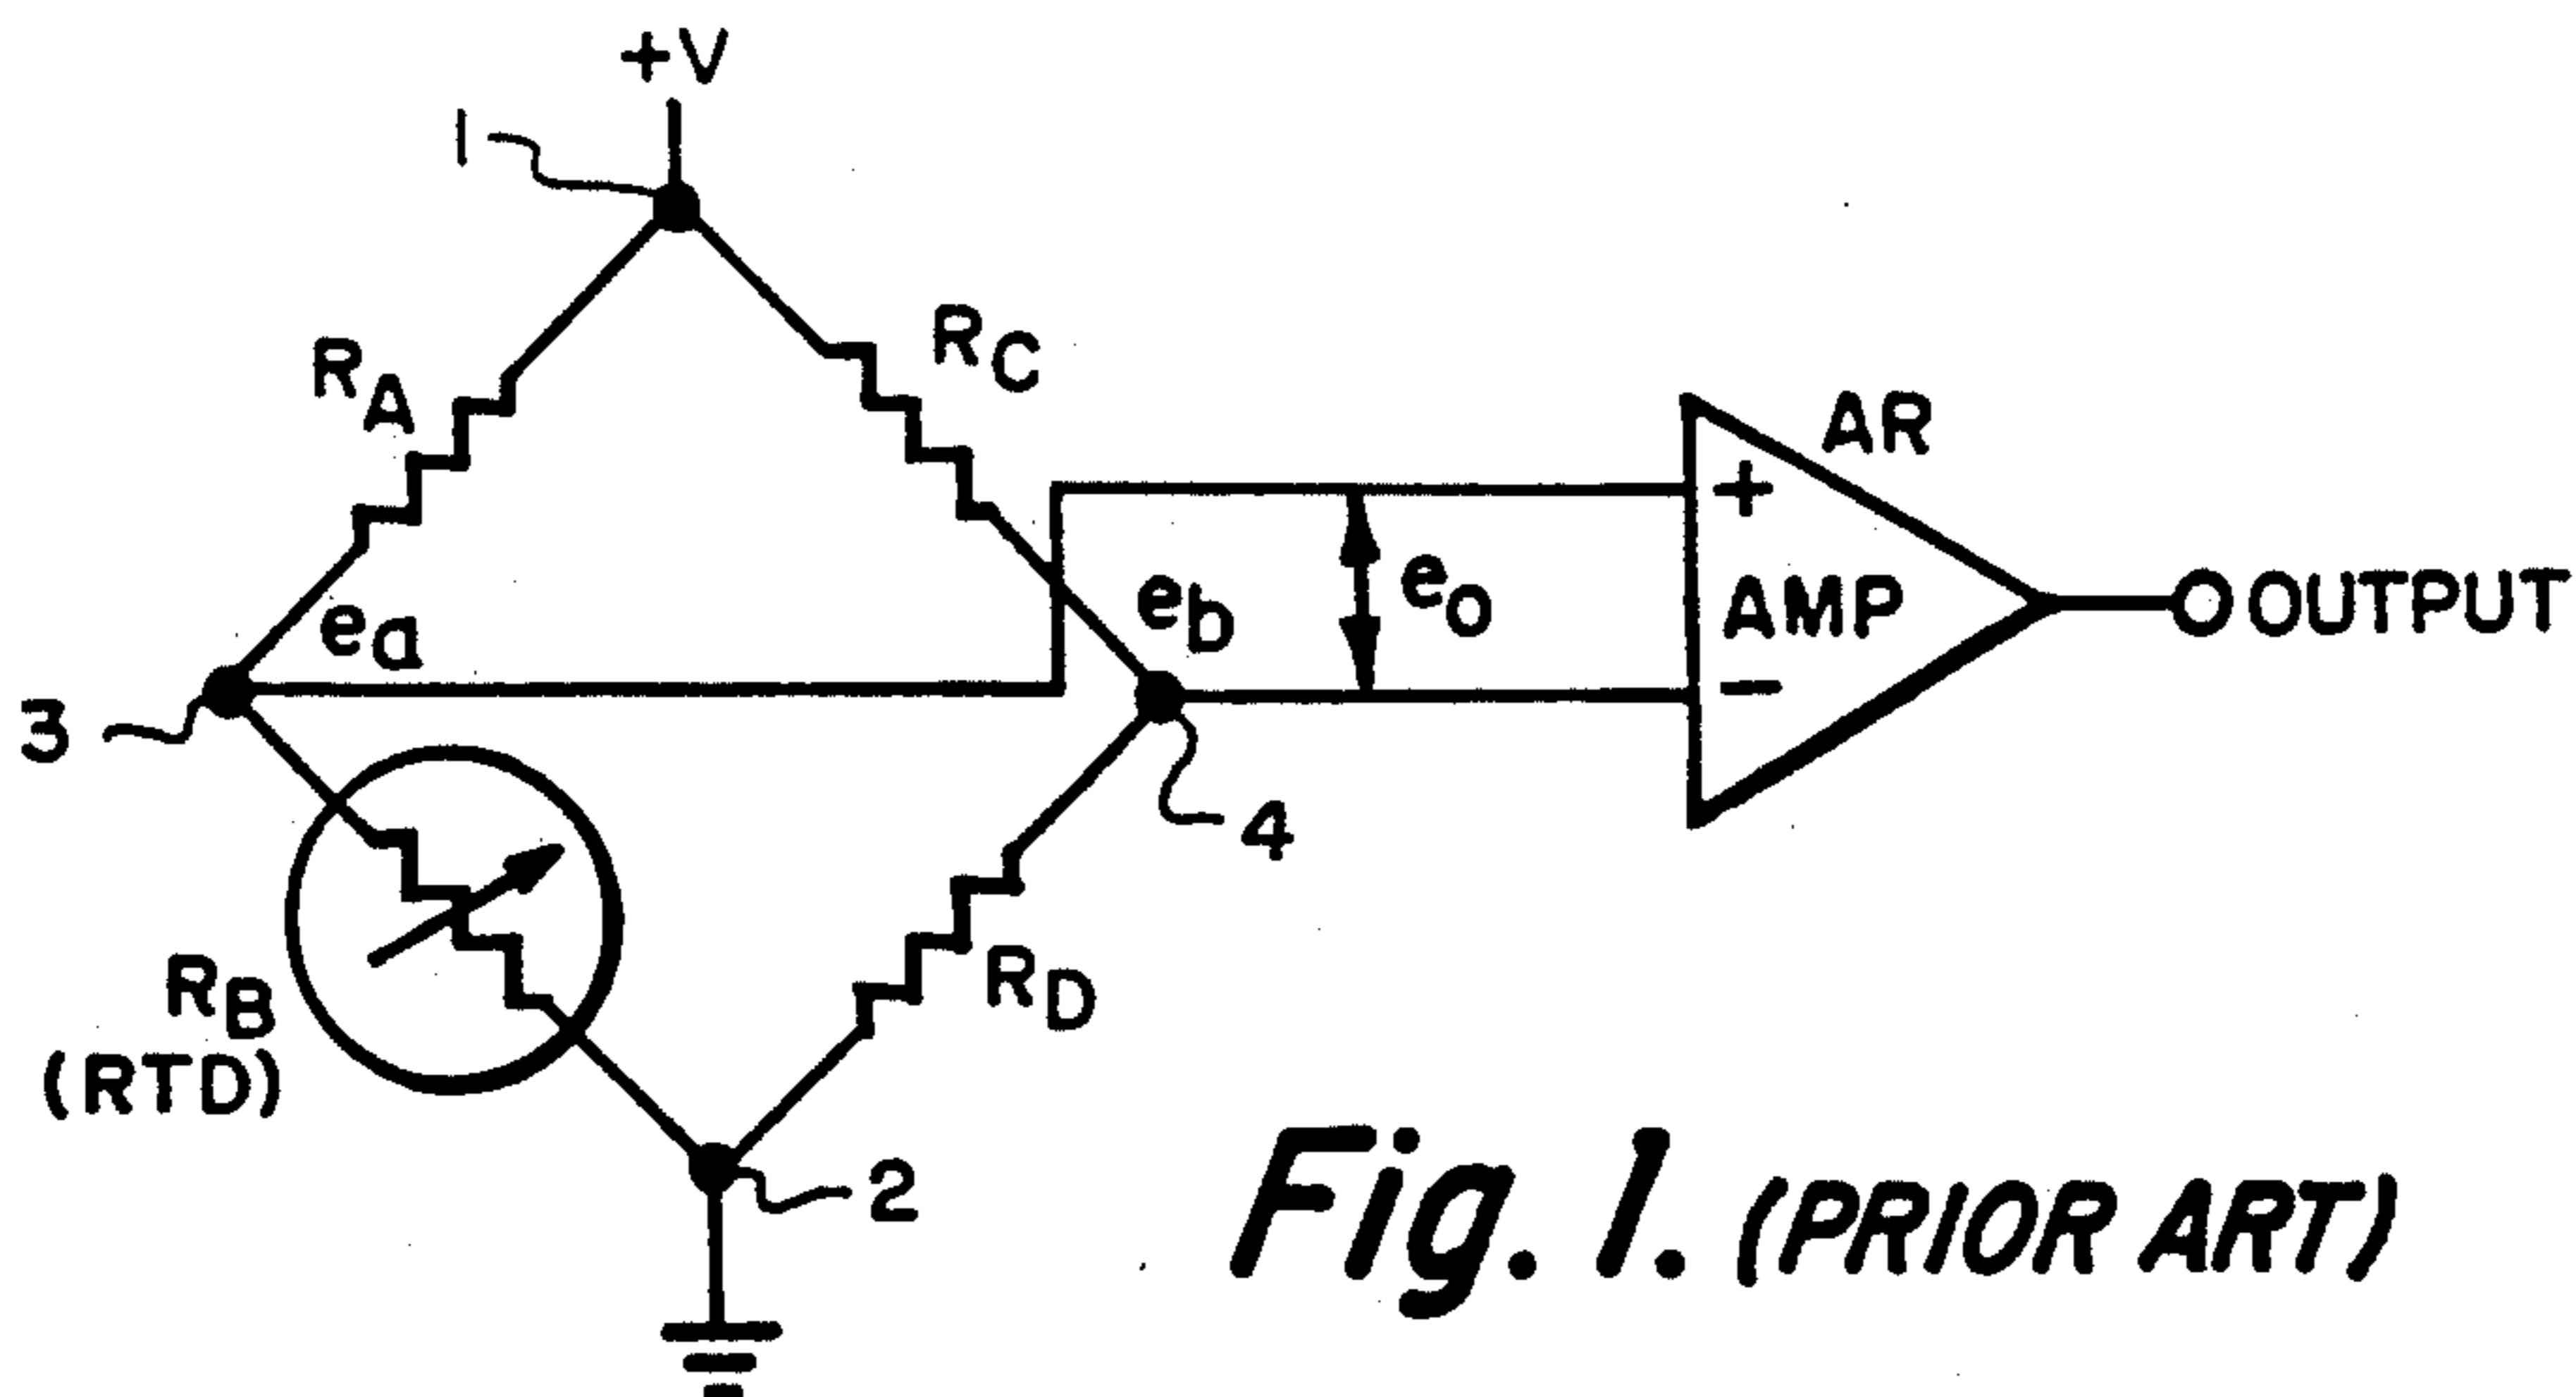 +V
1
RA
RC
AR
+
ea
eb
eo
AMP
OUTPUT
−
3
4
RB
(RTD)
RD
2
Fig. 1. (PRIOR ART)